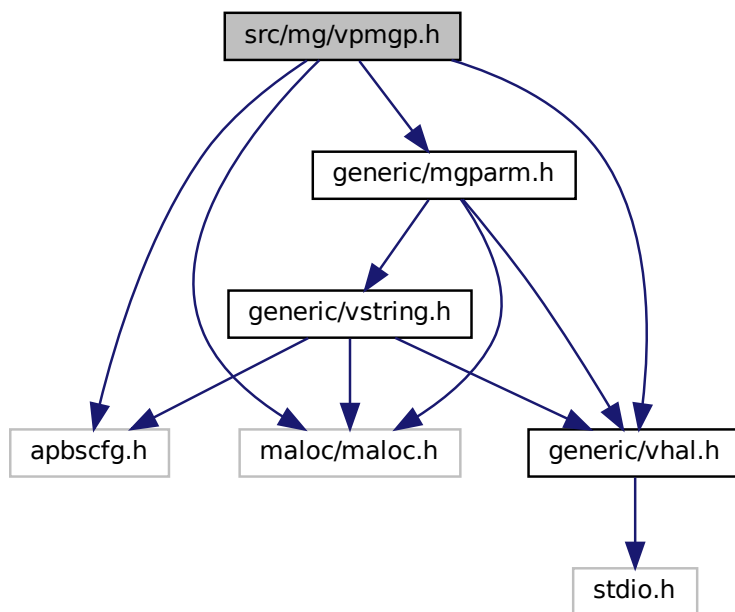 src/mg/vpmgp.h
generic/mgparm.h
generic/vstring.h
apbscfg.h
maloc/maloc.h
generic/vhal.h
stdio.h